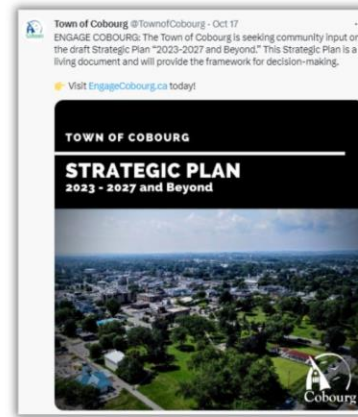 Town of Cobourg @TownofCobourg · Oct 17
ENGAGE COBOURG: The Town of Cobourg is seeking community input on
the draft Strategic Plan "2023-2027 and Beyond." This Strategic Plan is a
living document and will provide the framework for decision-making.
👉 Visit EngageCobourg.ca today!
TOWN OF COBOURG
STRATEGIC PLAN
2023 - 2027 and Beyond
Cobourg